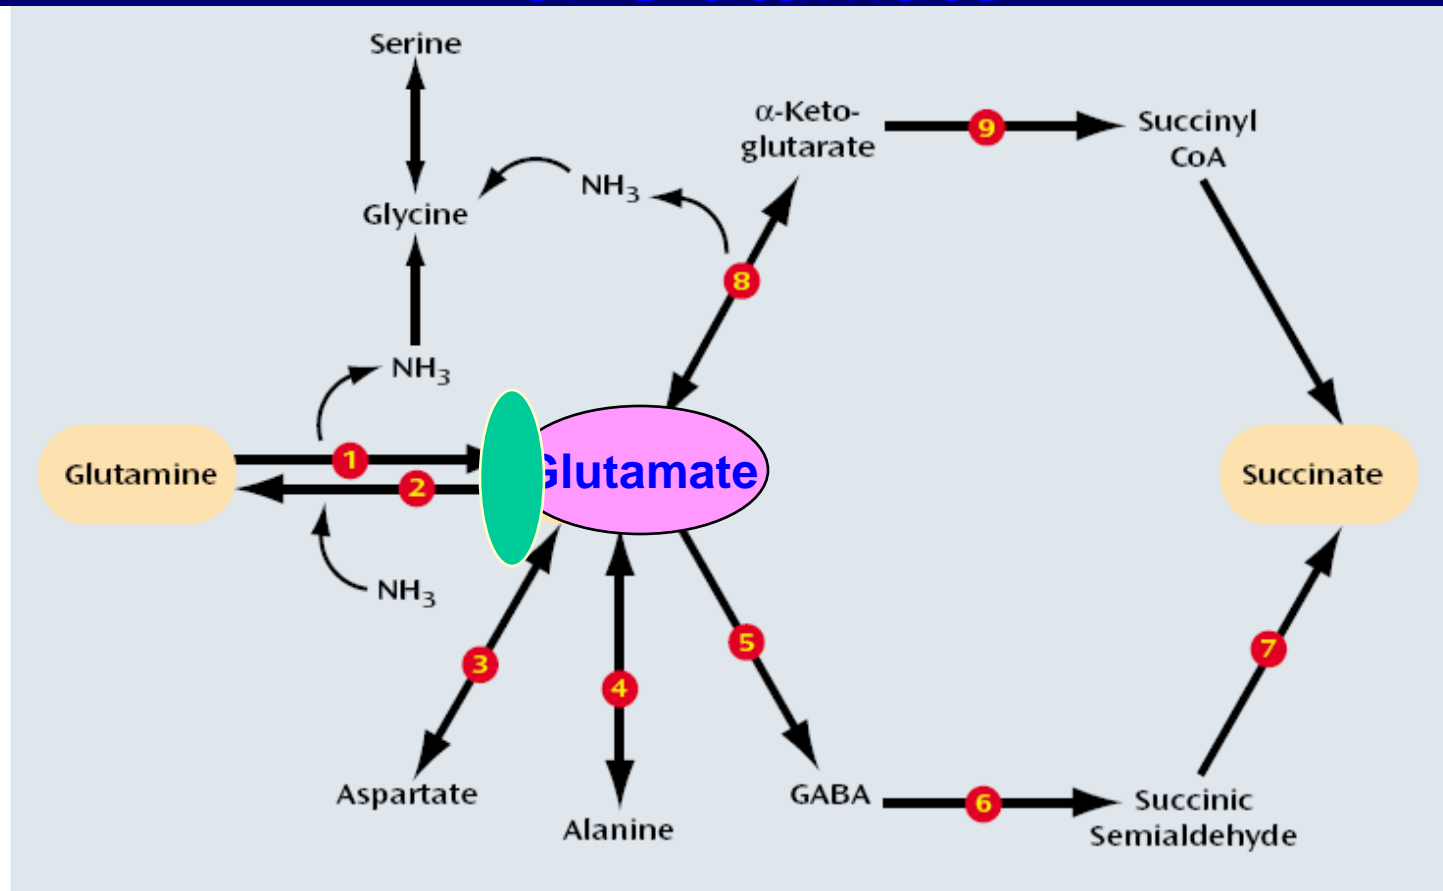 Serine
α-Keto-
glutarate
9
Succinyl
CoA
NH3
Glycine
8
NH3
Glutamine
1
2
Glutamate
Succinate
NH3
3
4
5
7
Aspartate
Alanine
GABA
6
Succinic
Semialdehyde